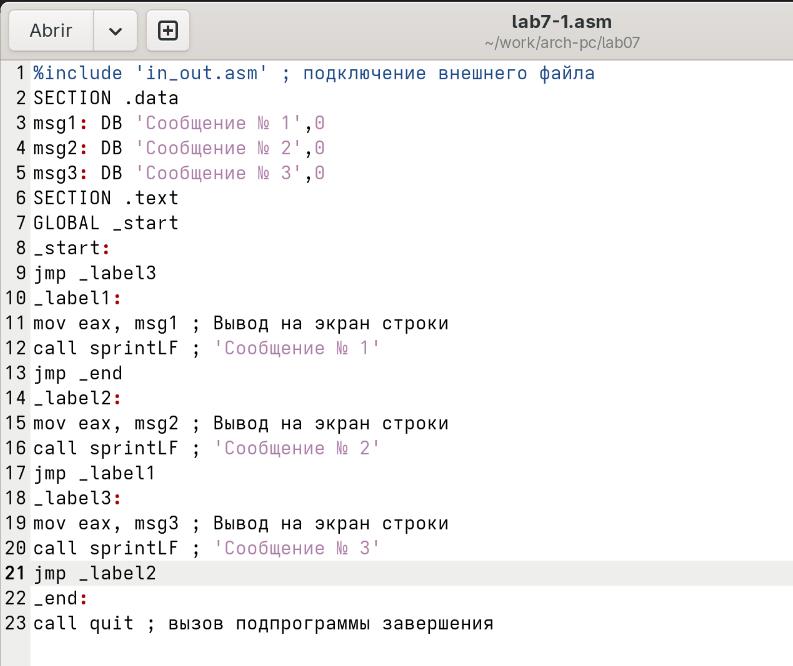 Abrir
lab7-1.asm
~/work/arch-pc/lab07
1 %include 'in_out.asm' ; подключение внешнего файла
2 SECTION .data
3 msg1: DB 'Сообщение № 1',0
4 msg2: DB 'Сообщение № 2',0
5 msg3: DB 'Сообщение № 3',0
6 SECTION .text
7 GLOBAL _start
8 _start:
9 jmp _label3
10 _label1:
11 mov eax, msg1 ; Вывод на экран строки
12 call sprintLF ; 'Сообщение № 1'
13 jmp _end
14 _label2:
15 mov eax, msg2 ; Вывод на экран строки
16 call sprintLF ; 'Сообщение № 2'
17 jmp _label1
18 _label3:
19 mov eax, msg3 ; Вывод на экран строки
20 call sprintLF ; 'Сообщение № 3'
21 jmp _label2
22 _end:
23 call quit ; вызов подпрограммы завершения